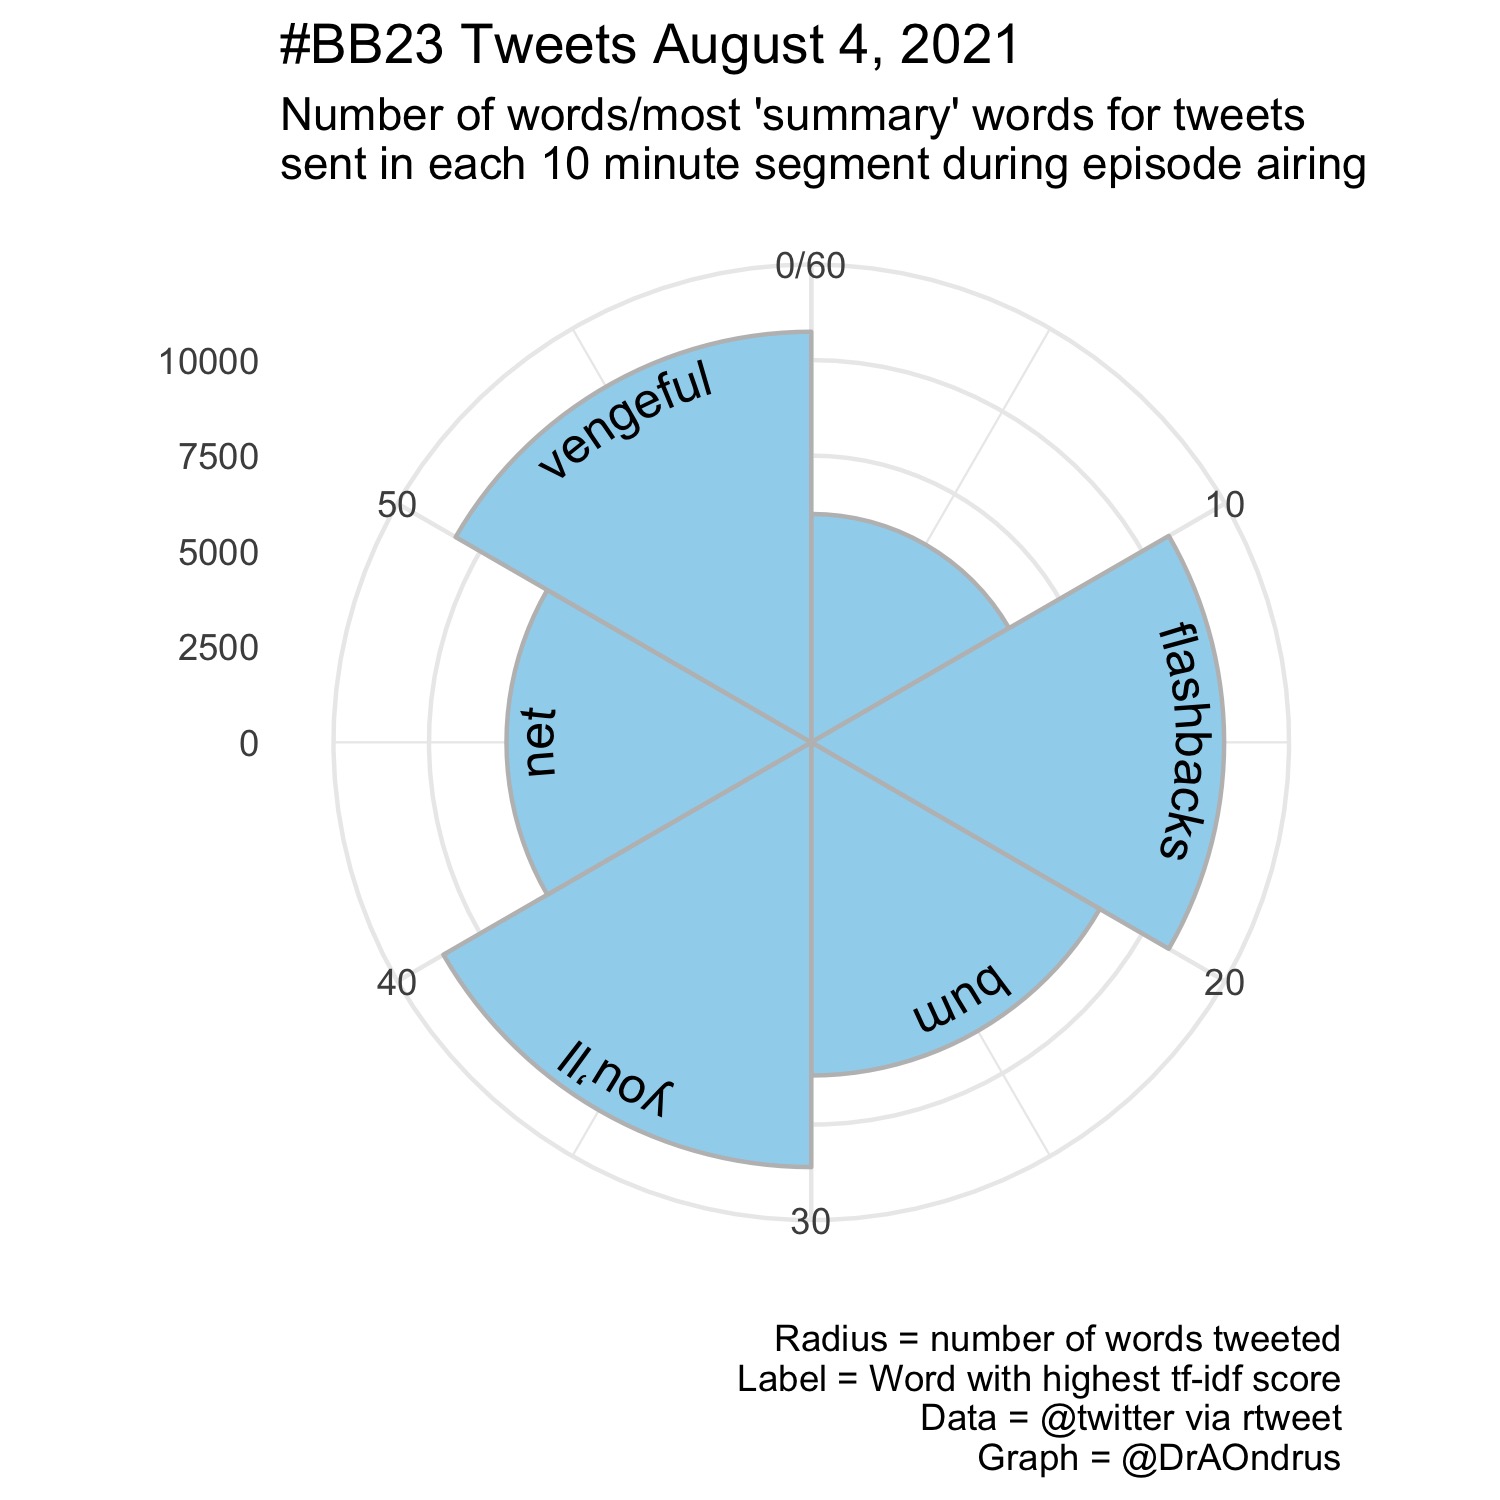 #BB23 Tweets August 4, 2021
Number of words/most 'summary' words for tweets
sent in each 10 minute segment during episode airing
0/60
10
20
30
40
50
10000
7500
5000
2500
0
vengeful
flashbacks
bum
you'll
net
Radius = number of words tweeted
Label = Word with highest tf-idf score
Data = @twitter via rtweet
Graph = @DrAOndrus